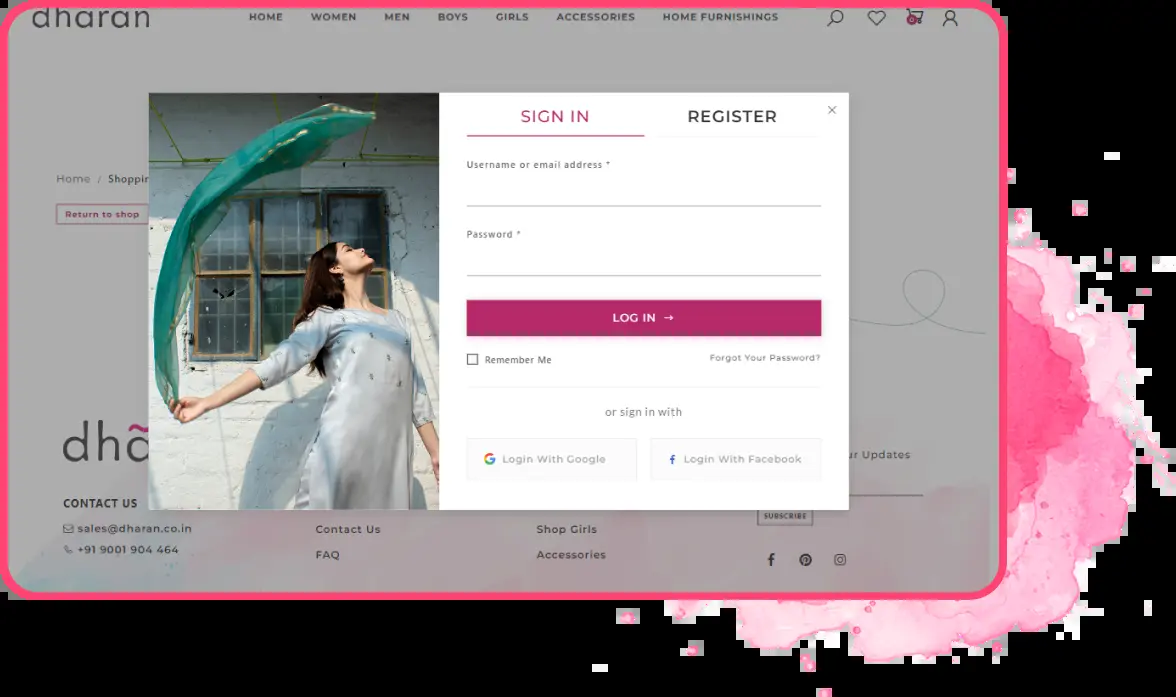 dharan
HOME WOMEN MEN BOYS GIRLS ACCESSORIES HOME FURNISHINGS
0
SIGN IN
REGISTER
Username or email address *
Password *
LOG IN →
Remember Me
Forgot Your Password?
or sign in with
Login With Google
Login With Facebook
Home / Shoppin
Return to shop
dha
CONTACT US
sales@dharan.co.in
+91 9001 904 464
Contact Us
FAQ
Shop Girls
Accessories
ur Updates
SUBSCRIBE